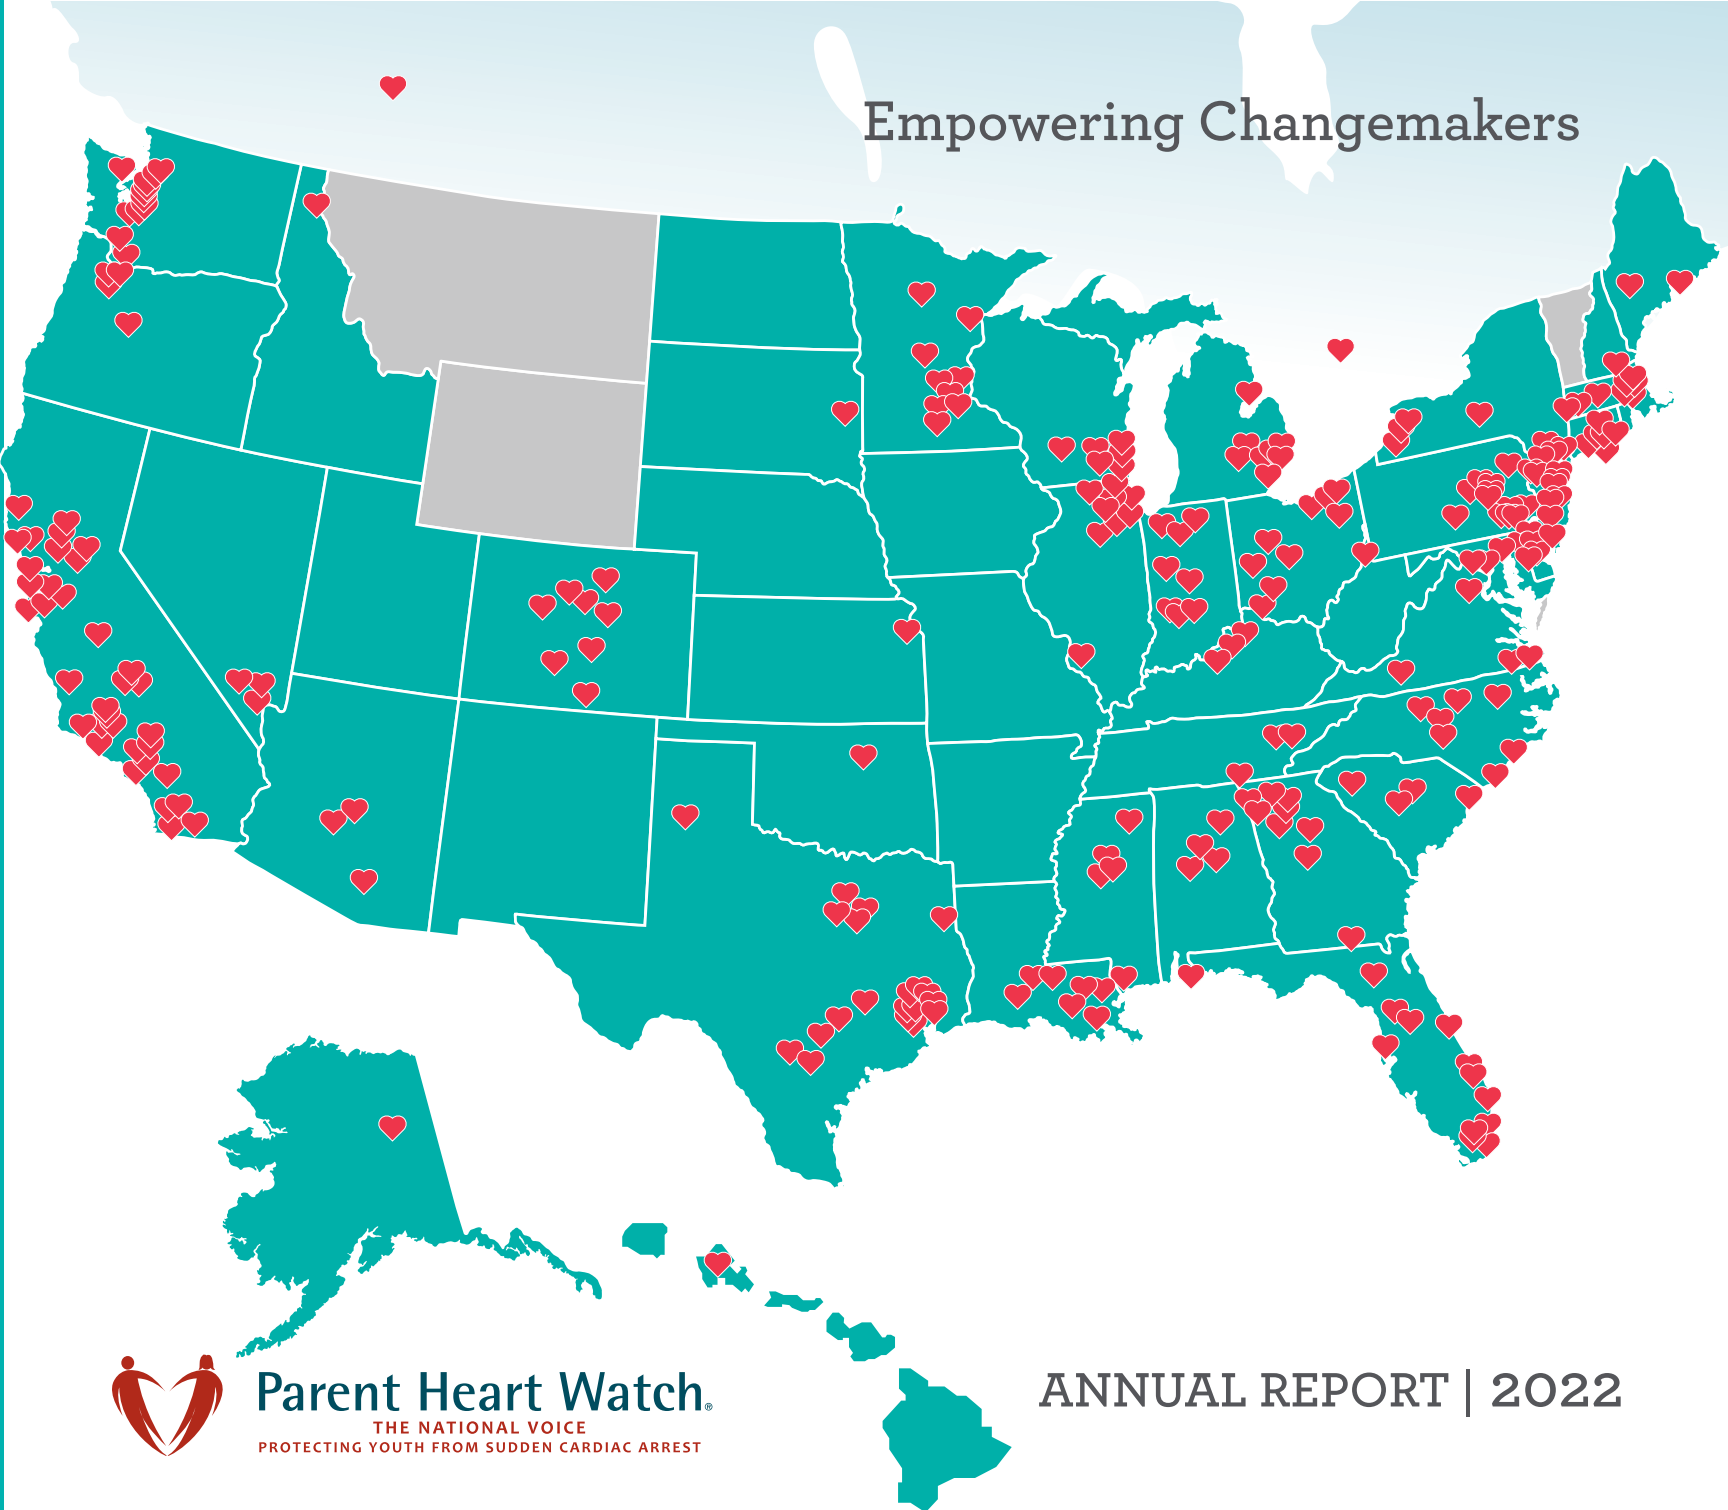 Empowering Changemakers
Parent Heart Watch®
THE NATIONAL VOICE
PROTECTING YOUTH FROM SUDDEN CARDIAC ARREST
ANNUAL REPORT | 2022